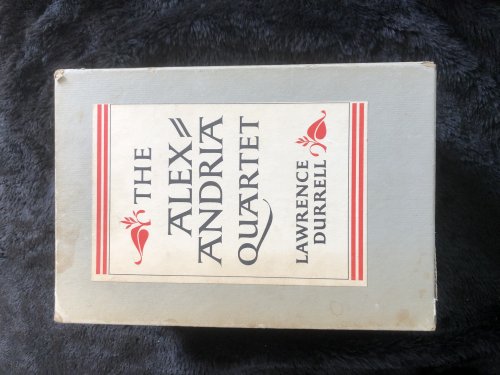 THE
ALEX=
ANDRIA
QUARTET
LAWRENCE
DURRELL